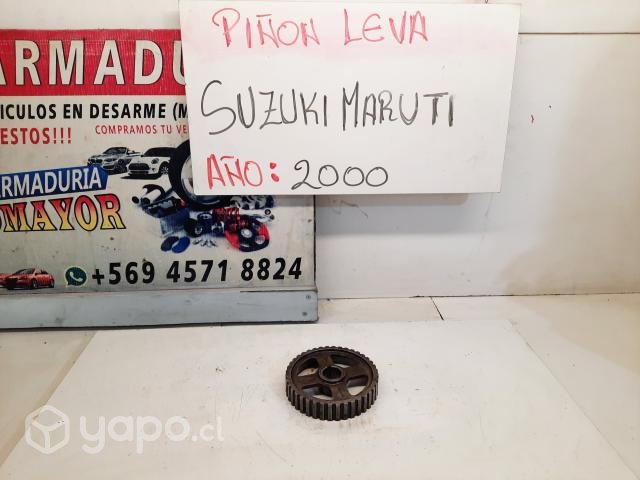 PIÑON LEVA
SUZUKI MARUTI
AÑO: 2000
ARMADU
ICULOS EN DESARME (M
ESTOS!!!
COMPRAMOS TU VE
RMADURIA
OMAYOR
+569 4571 8824
yapo.cl